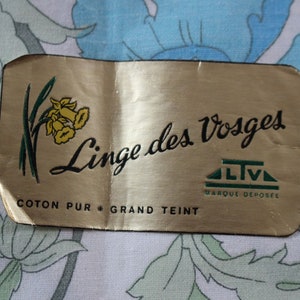 Linge des Vosges
LTV
MARQUE DÉPOSÉE
COTON PUR * GRAND TEINT